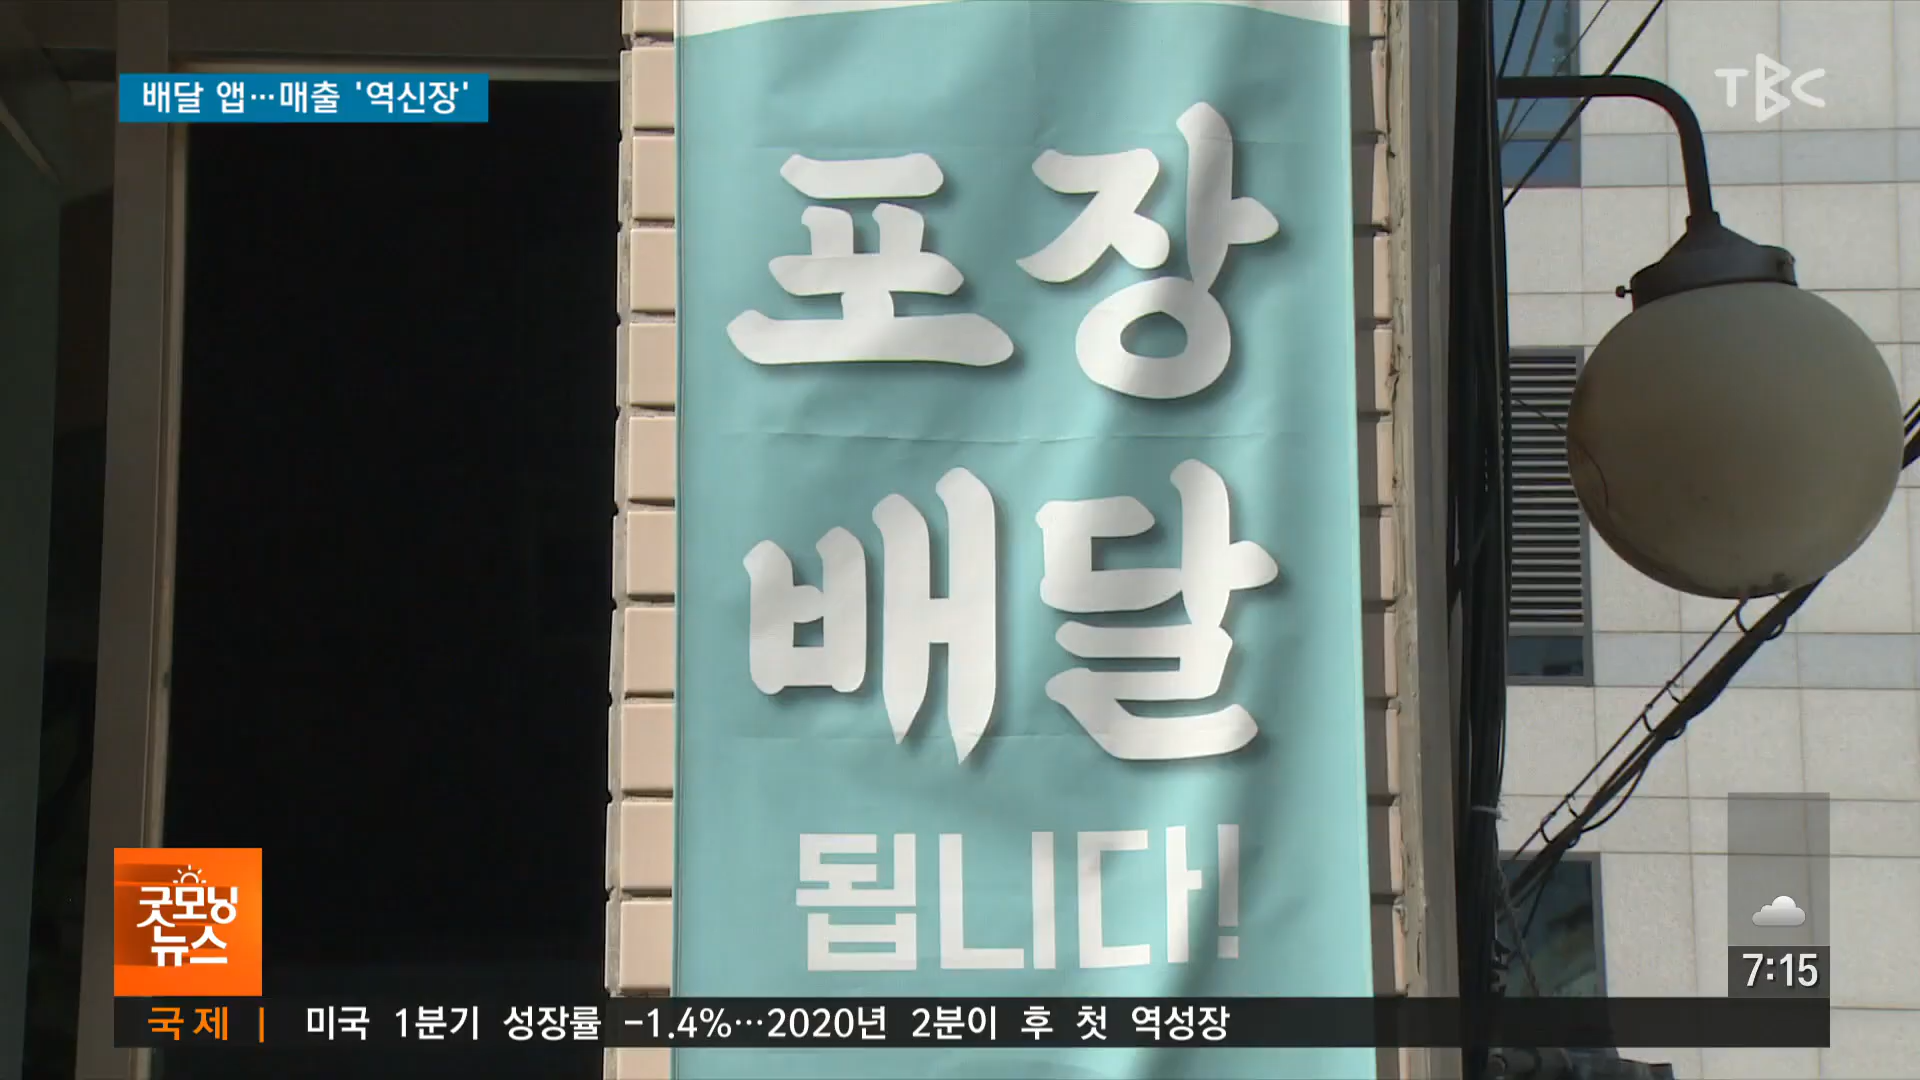 배달 앱…매출 '역신장'
TBC
포장
배달
됩니다!
굿모닝
뉴스
7:15
국제 | 미국 1분기 성장률 -1.4%…2020년 2분이 후 첫 역성장